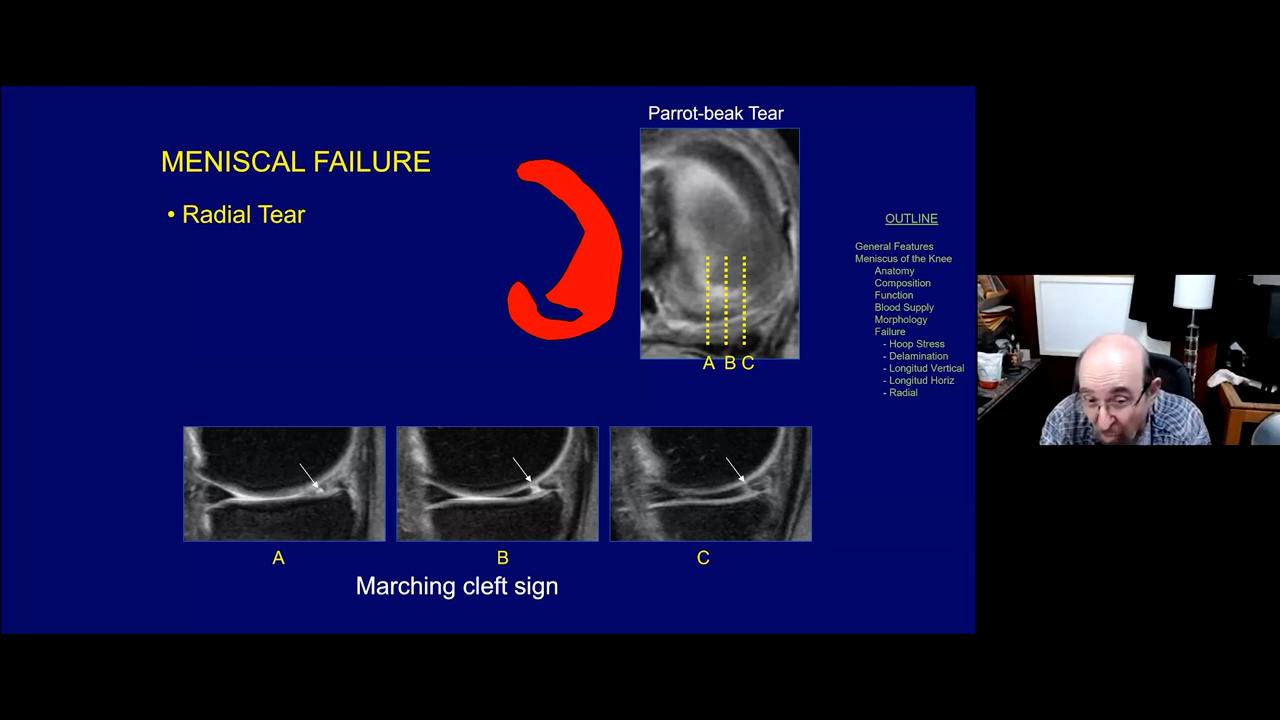 Parrot-beak Tear
MENISCAL FAILURE
• Radial Tear
A B C
A
B
C
Marching cleft sign
OUTLINE
General Features
Meniscus of the Knee
Anatomy
Composition
Function
Blood Supply
Morphology
Failure
- Hoop Stress
- Delamination
- Longitud Vertical
- Longitud Horiz
- Radial